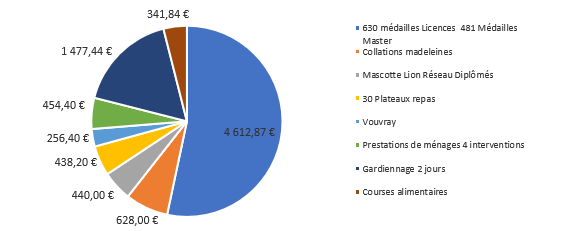 341,84 €
1 477,44 €
454,40 €
256,40 €
438,20 €
440,00 €
628,00 €
4 612,87 €
630 médailles Licences 481 Médailles
Master
Collations madeleines
Mascotte Lion Réseau Diplômés
30 Plateaux repas
Vouvray
Prestations de ménages 4 interventions
Gardiennage 2 jours
Courses alimentaires